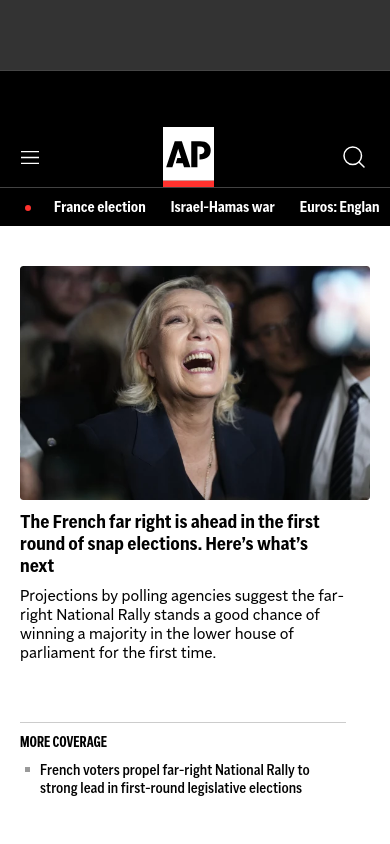 AP
France election
Israel-Hamas war
Euros: Englan
The French far right is ahead in the first
round of snap elections. Here’s what’s
next
Projections by polling agencies suggest the far-
right National Rally stands a good chance of
winning a majority in the lower house of
parliament for the first time.
MORE COVERAGE
French voters propel far-right National Rally to
strong lead in first-round legislative elections